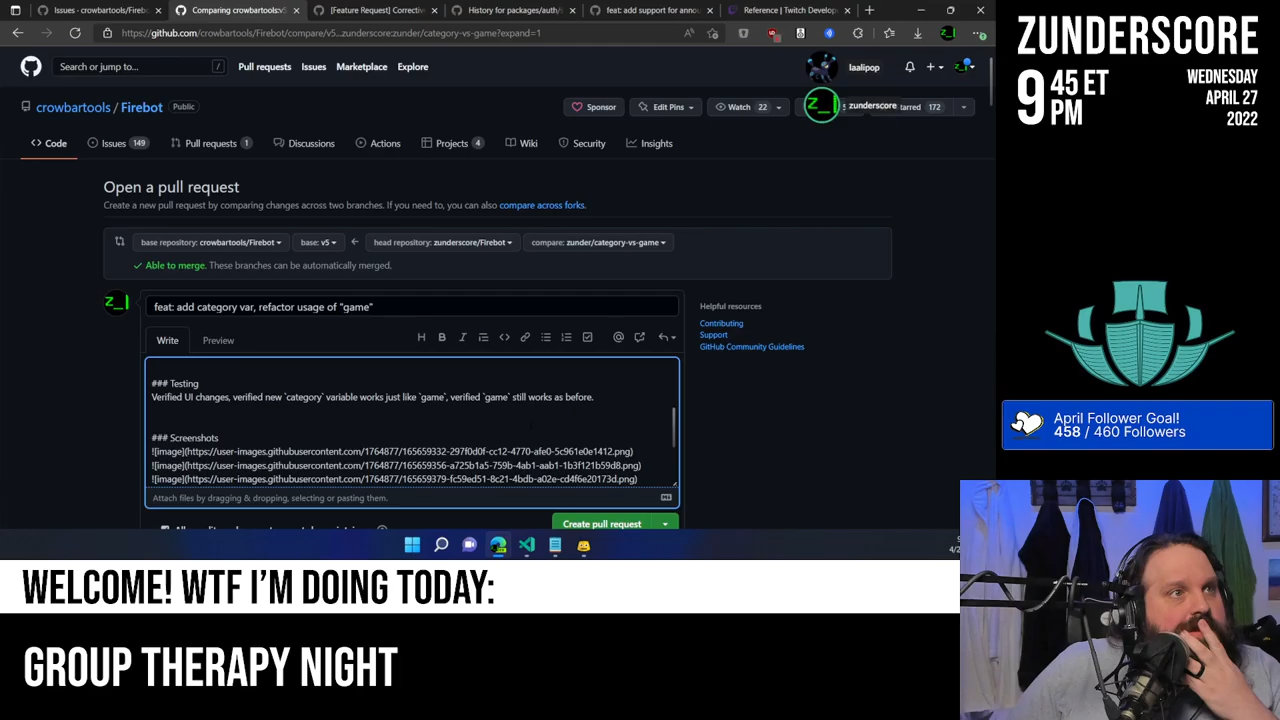 Issues - crowbartools/Firebo
Comparing crowbartools:v5
[Feature Request] Corrective
History for packages/auth/s
feat: add support for annou
Reference | Twitch Develope
https://github.com/crowbartools/Firebot/compare/v5...zunderscore:zunder/category-vs-game?expand=1
Search or jump to...
/
Pull requests
Issues
Marketplace
Explore
laalipop
crowbartools / Firebot
Public
Sponsor
Edit Pins
Watch 22
zunderscore
tarred 172
Code
Issues 149
Pull requests 1
Discussions
Actions
Projects 4
Wiki
Security
Insights
Open a pull request
Create a new pull request by comparing changes across two branches. If you need to, you can also compare across forks.
base repository: crowbartools/Firebot
base: v5
head repository: zunderscore/Firebot
compare: zunder/category-vs-game
Able to merge. These branches can be automatically merged.
feat: add category var, refactor usage of "game"
Write
Preview
### Testing
Verified UI changes, verified new `category` variable works just like `game`, verified `game` still works as before.
### Screenshots
![image](https://user-images.githubusercontent.com/1764877/165659332-297f0d0f-cc12-4770-afe0-5c961e0e1412.png)
![image](https://user-images.githubusercontent.com/1764877/165659356-a725b1a5-759b-4ab1-aab1-1b3f121b59d8.png)
![image](https://user-images.githubusercontent.com/1764877/165659379-fc59ed51-8c21-4bdb-a02e-cd4f6e20173d.png)
Attach files by dragging & dropping, selecting or pasting them.
Create pull request
Helpful resources
Contributing
Support
GitHub Community Guidelines
ZUNDERSCORE
9 45 ET PM
WEDNESDAY
APRIL 27
2022
April Follower Goal!
458 / 460 Followers
WELCOME! WTF I'M DOING TODAY:
GROUP THERAPY NIGHT